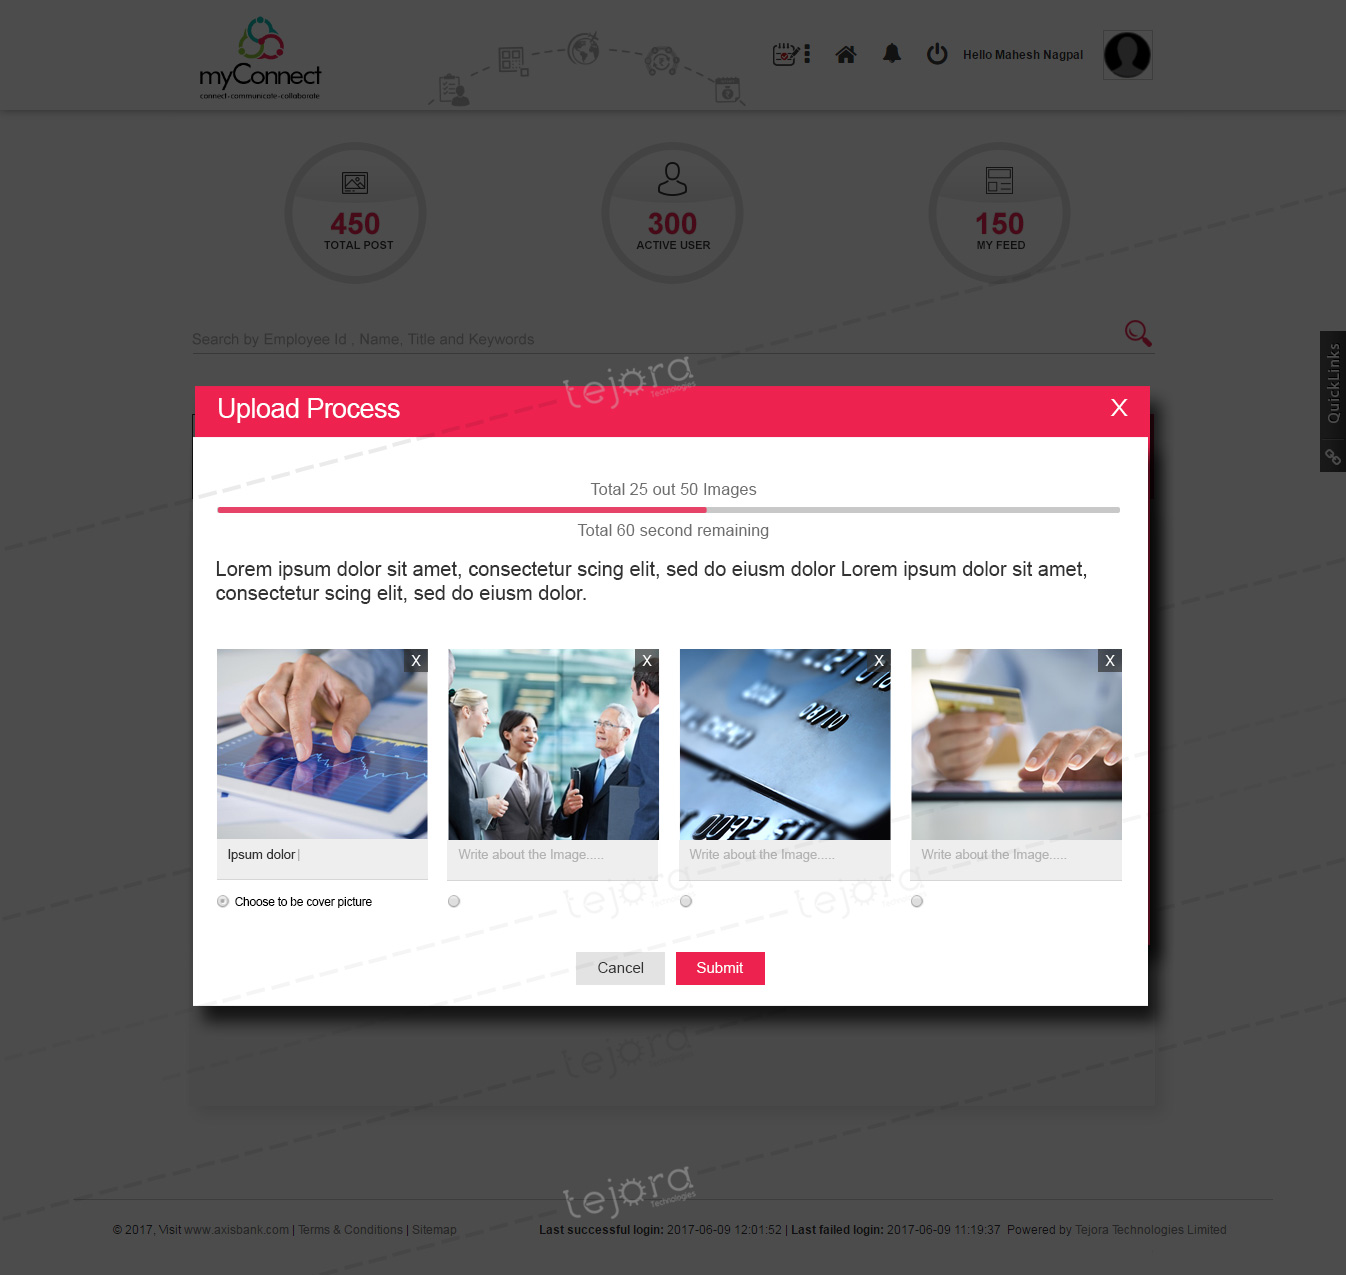 myConnect
connect-communicate-collaborate
Hello Mahesh Nagpal
450
TOTAL POST
300
ACTIVE USER
150
MY FEED
Search by Employee Id , Name, Title and Keywords
QuickLinks
tejora
Technologies
Upload Process
X
Total 25 out 50 Images
Total 60 second remaining
Lorem ipsum dolor sit amet, consectetur scing elit, sed do eiusm dolor Lorem ipsum dolor sit amet,
consectetur scing elit, sed do eiusm dolor.
X
X
X
X
Ipsum dolor
Write about the Image.....
Write about the Image.....
Write about the Image.....
tejora
tejora
Choose to be cover picture
Cancel
Submit
tejora
tejora
Technologies
© 2017, Visit www.axisbank.com | Terms & Conditions | Sitemap
Last successful login: 2017-06-09 12:01:52 | Last failed login: 2017-06-09 11:19:37 Powered by Tejora Technologies Limited